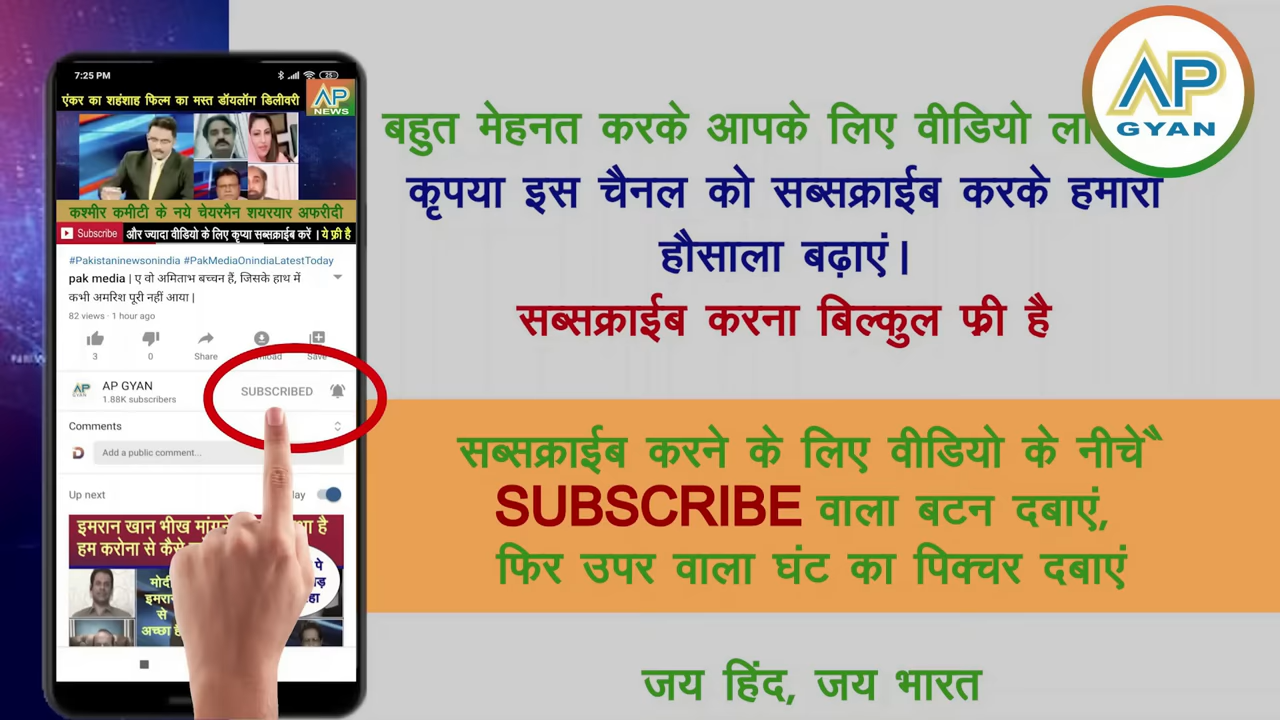 7:25 PM
25
एंकर का शहंशाह फिल्म का मस्त डॉयलॉग डिलीवरी
AP
NEWS
कश्मीर कमीटी के नये चेयरमैन शयरयार अफरीदी
Subscribe और ज्यादा वीडियो के लिए कृप्या सब्सक्राईब करें । ये फ्री है
#Pakistaninewsonindia #PakMediaOnindiaLatestToday
pak media | ए वो अमिताभ बच्चन हैं, जिसके हाथ में
कभी अमरिश पूरी नहीं आया |
82 views · 1 hour ago
3 0 Share Save
AP GYAN
SUBSCRIBED
1.88K subscribers
Comments
Add a public comment...
Up next
इमरान खान भीख मांगने है
हम करोना से कैसे
मोदी
से
अच्छा
AP
GYAN
बहुत मेहनत करके आपके लिए वीडियो
कृपया इस चैनल को सब्सक्राईब करके हमारा
हौसाला बढ़ाएं।
सब्सक्राईब करना बिल्कुल फ्री है
सब्सक्राईब करने के लिए वीडियो के नीचे"
SUBSCRIBE वाला बटन दबाएं,
फिर उपर वाला घंट का पिक्चर दबाएं
जय हिंद, जय भारत